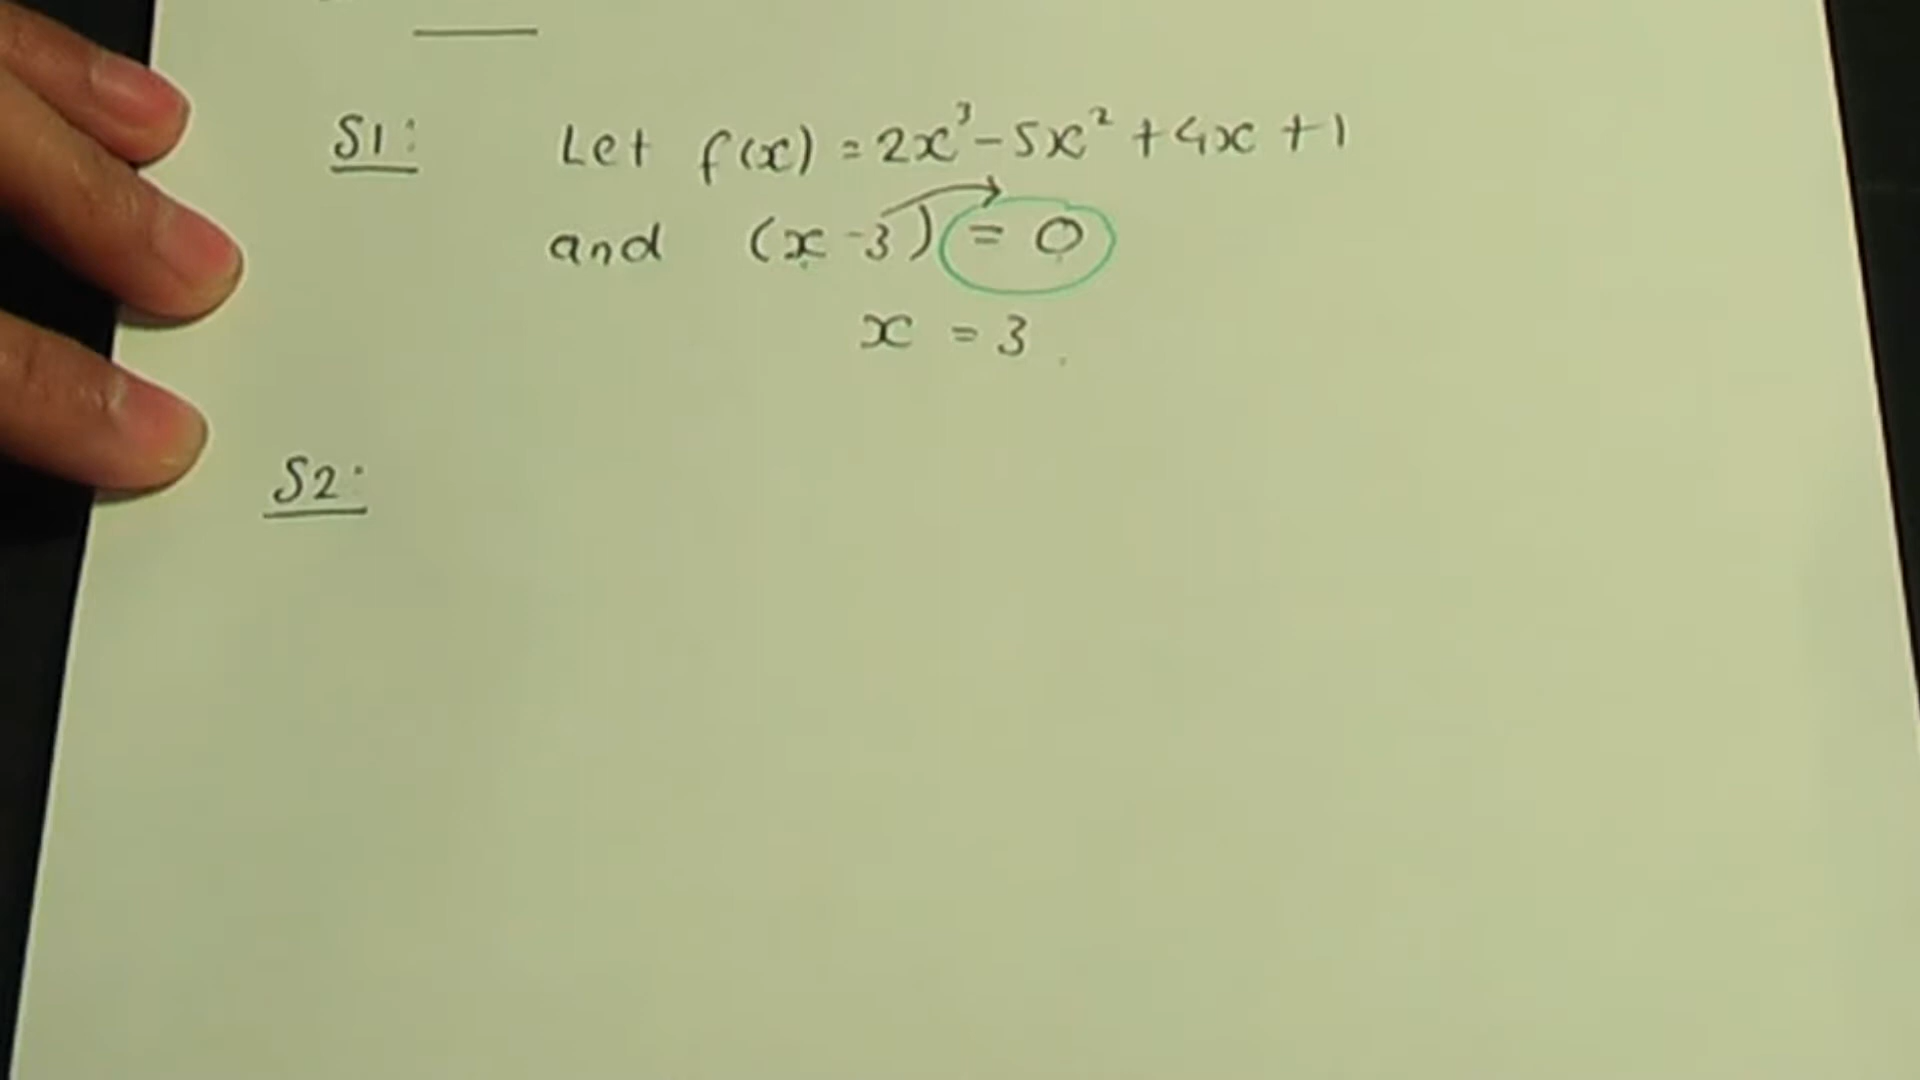 S1: Let f(x) = 2x³ - 5x² + 4x + 1
and (x - 3) = 0
x = 3
S2: